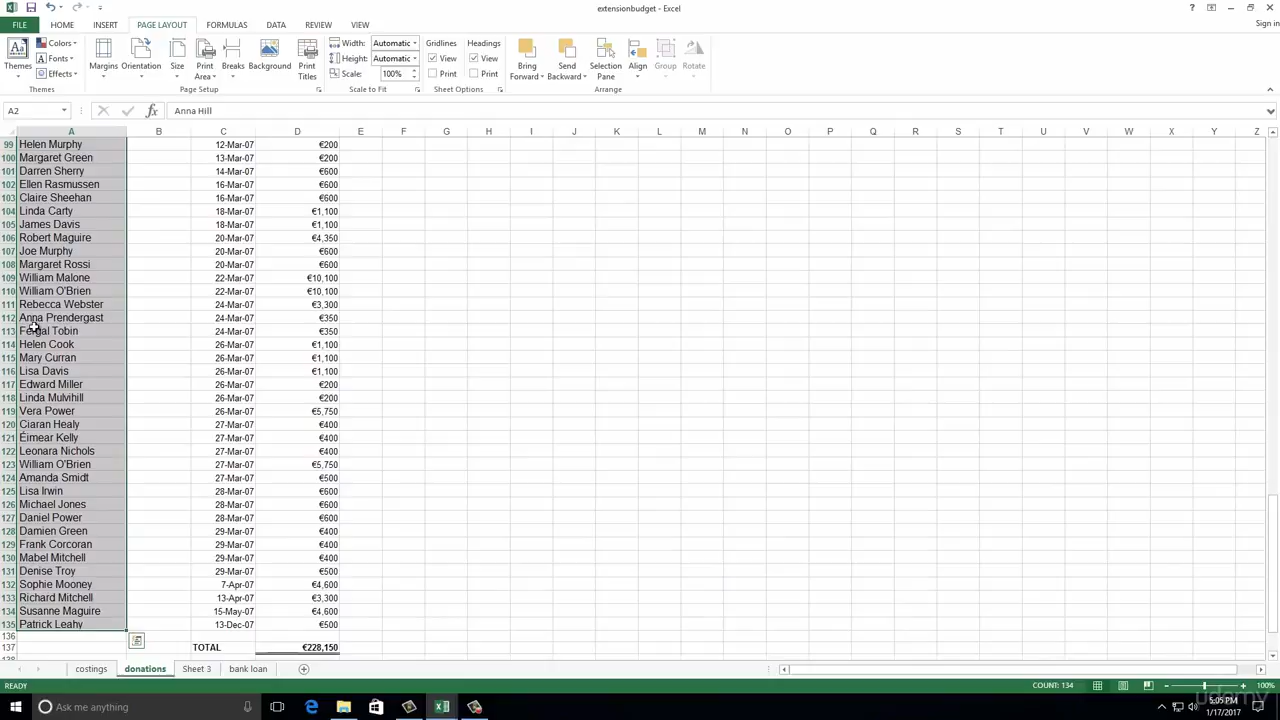 extensionbudget - Excel
FILE HOME INSERT PAGE LAYOUT FORMULAS DATA REVIEW VIEW
Sign in
Themes
Colors
Fonts
Effects
Margins Orientation Size Print Area Breaks Background Print Titles
Width: Automatic
Height: Automatic
Scale: 100%
Gridlines Headings
View View
Print Print
Bring Forward Send Backward Selection Pane Align Group Rotate
Themes Page Setup Scale to Fit Sheet Options Arrange
A2 fx Anna Hill
A B C D E F G H I J K L M N O P Q R S T U V W X Y Z
99 Helen Murphy 12-Mar-07 €200
100 Margaret Green 13-Mar-07 €200
101 Darren Sherry 14-Mar-07 €600
102 Ellen Rasmussen 16-Mar-07 €600
103 Claire Sheehan 16-Mar-07 €600
104 Linda Carty 18-Mar-07 €1,100
105 James Davis 18-Mar-07 €1,100
106 Robert Maguire 20-Mar-07 €4,350
107 Joe Murphy 20-Mar-07 €600
108 Margaret Rossi 20-Mar-07 €600
109 William Malone 22-Mar-07 €10,100
110 William O'Brien 22-Mar-07 €10,100
111 Rebecca Webster 24-Mar-07 €3,300
112 Anna Prendergast 24-Mar-07 €350
113 Fergal Tobin 24-Mar-07 €350
114 Helen Cook 26-Mar-07 €1,100
115 Mary Curran 26-Mar-07 €1,100
116 Lisa Davis 26-Mar-07 €1,100
117 Edward Miller 26-Mar-07 €200
118 Linda Mulvihill 26-Mar-07 €200
119 Vera Power 26-Mar-07 €5,750
120 Ciaran Healy 27-Mar-07 €400
121 Éimear Kelly 27-Mar-07 €400
122 Leonara Nichols 27-Mar-07 €400
123 William O'Brien 27-Mar-07 €5,750
124 Amanda Smidt 27-Mar-07 €500
125 Lisa Irwin 28-Mar-07 €600
126 Michael Jones 28-Mar-07 €600
127 Daniel Power 28-Mar-07 €600
128 Damien Green 29-Mar-07 €400
129 Frank Corcoran 29-Mar-07 €400
130 Mabel Mitchell 29-Mar-07 €400
131 Denise Troy 29-Mar-07 €500
132 Sophie Mooney 7-Apr-07 €4,600
133 Richard Mitchell 13-Apr-07 €3,300
134 Susanne Maguire 15-May-07 €4,600
135 Patrick Leahy 13-Dec-07 €500
136
137 TOTAL €228,150
138
costings donations Sheet 3 bank loan
READY COUNT: 134 100%
udemy
Ask me anything
5:05 PM
1/17/2017